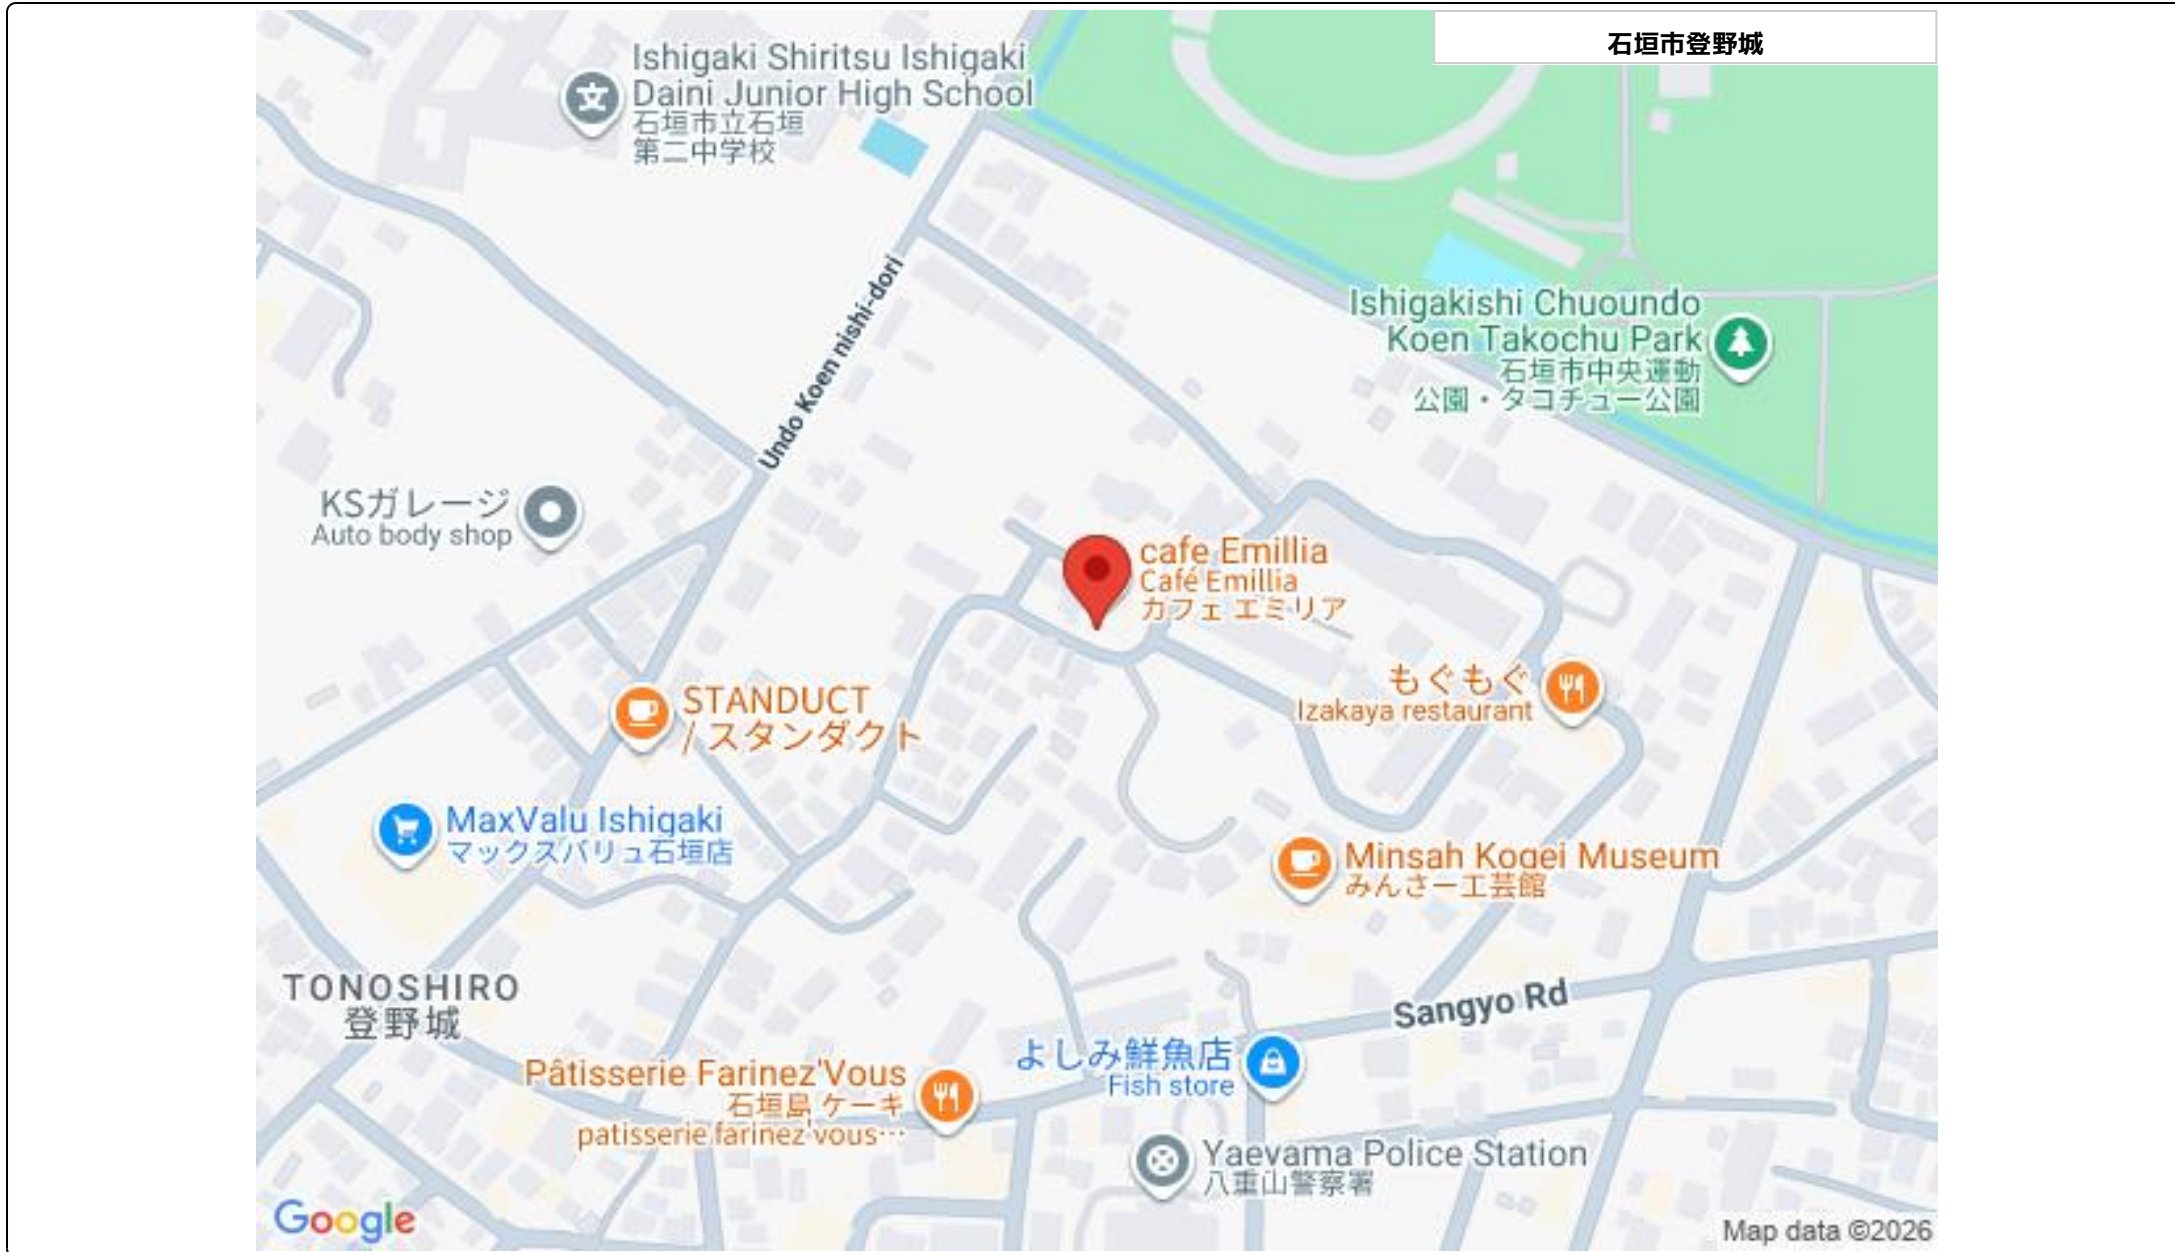 石垣市登野城
Ishigaki Shiritsu Ishigaki
Daini Junior High School
石垣市立石垣
第二中学校
Undo Koen nishi-dori
Ishigakishi Chuoundo
Koen Takochu Park
石垣市中央運動
公園・タコチュー公園
KSガレージ
Auto body shop
cafe Emillia
Café Emillia
カフェ エミリア
STANDUCT
/ スタンダクト
もぐもぐ
Izakaya restaurant
MaxValu Ishigaki
マックスバリュ石垣店
Minsah Kogei Museum
みんさー工芸館
TONOSHIRO
登野城
Sangyo Rd
Pâtisserie Farinez'Vous
石垣島 ケーキ
patisserie farinez'vous…
よしみ鮮魚店
Fish store
Yaeyama Police Station
八重山警察署
Google
Map data ©2026